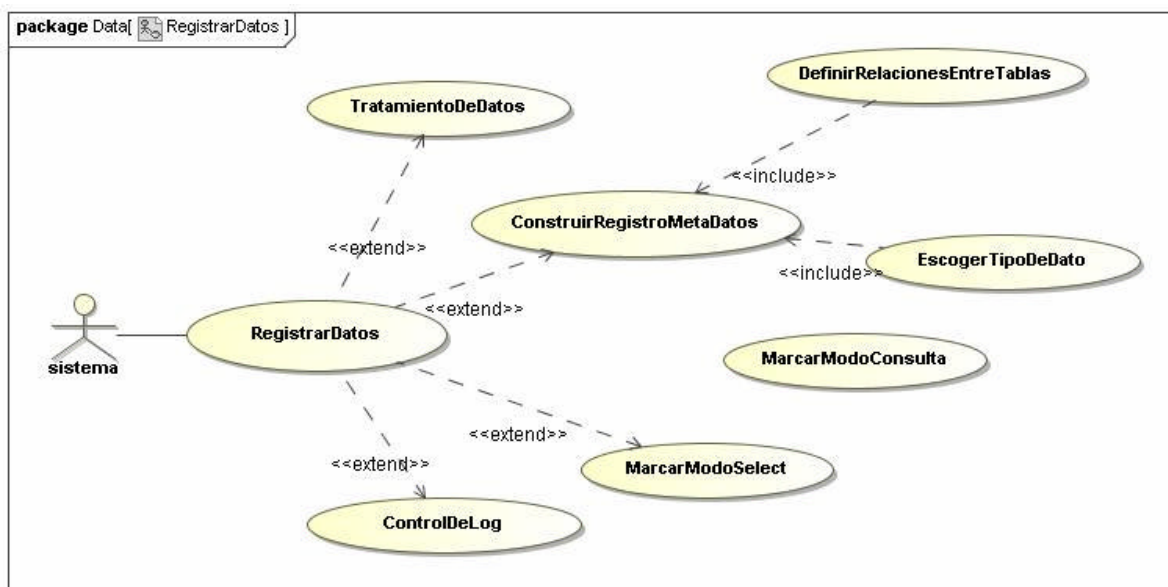 package Data[ RegistrarDatos ]
DefinirRelacionesEntreTablas
TratamientoDeDatos
<<include>>
ConstruirRegistroMetaDatos
<<extend>>
EscogerTipoDeDato
<<include>>
<<extend>>
RegistrarDatos
sistema
MarcarModoConsulta
<<extend>>
<<extend>>
MarcarModoSelect
ControlDeLog